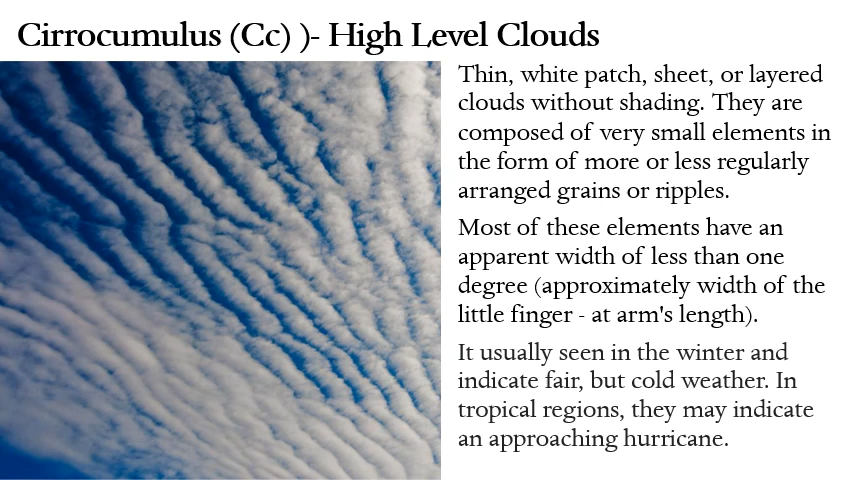 Cirrocumulus (Cc) )- High Level Clouds
Thin, white patch, sheet, or layered
clouds without shading. They are
composed of very small elements in
the form of more or less regularly
arranged grains or ripples.
Most of these elements have an
apparent width of less than one
degree (approximately width of the
little finger - at arm's length).
It usually seen in the winter and
indicate fair, but cold weather. In
tropical regions, they may indicate
an approaching hurricane.